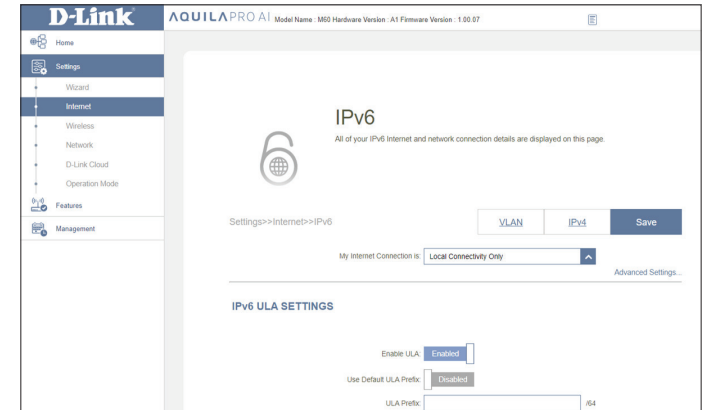 D-Link
AQUILA PRO AI Model Name : M60 Hardware Version : A1 Firmware Version : 1.00.07
Home
Settings
Wizard
Internet
Wireless
Network
D-Link Cloud
Operation Mode
Features
Management
IPv6
All of your IPv6 Internet and network connection details are displayed on this page.
Settings>>Internet>>IPv6
VLAN
IPv4
Save
My Internet Connection is: Local Connectivity Only
Advanced Settings...
IPv6 ULA SETTINGS
Enable ULA: Enabled
Use Default ULA Prefix: Disabled
ULA Prefix: /64